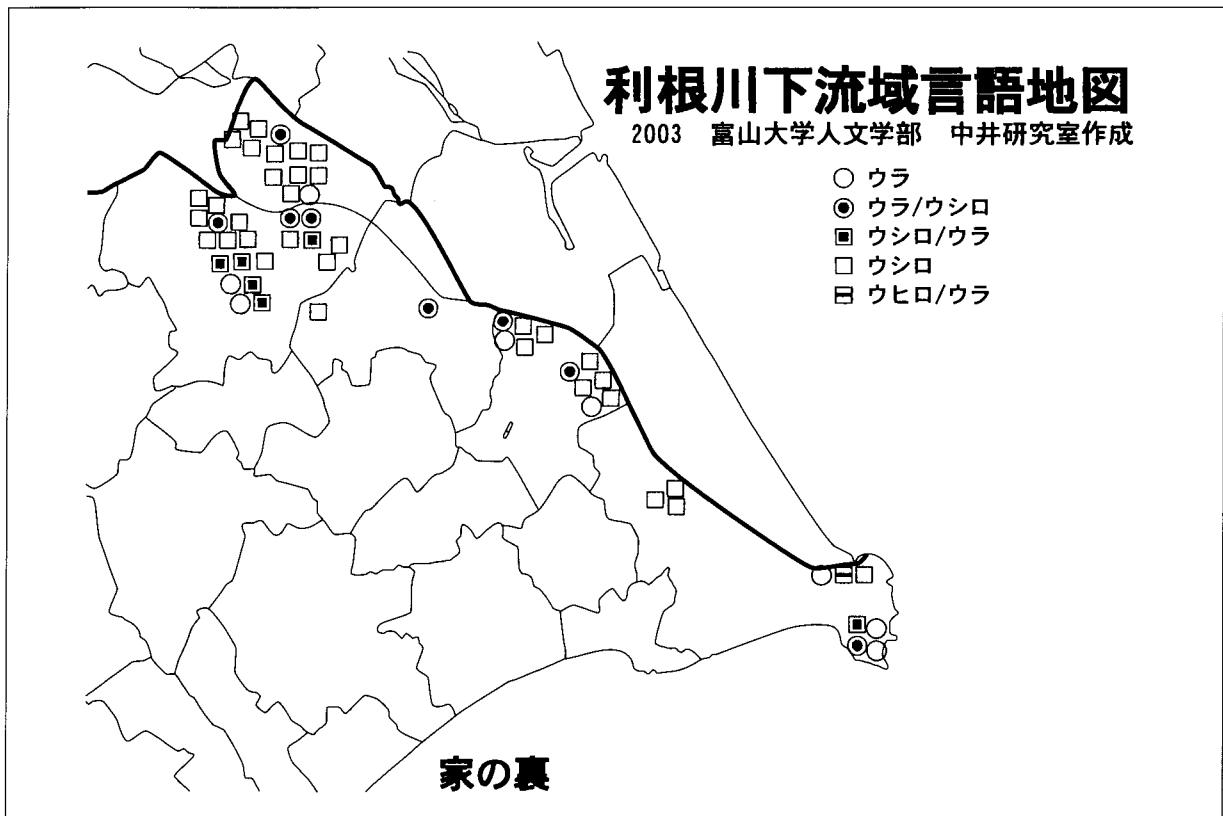 利根川下流域言語地図
2003 富山大学人文学部 中井研究室作成
ウラ
ウラ/ウシロ
ウシロ/ウラ
ウシロ
ウヒロ/ウラ
家の裏